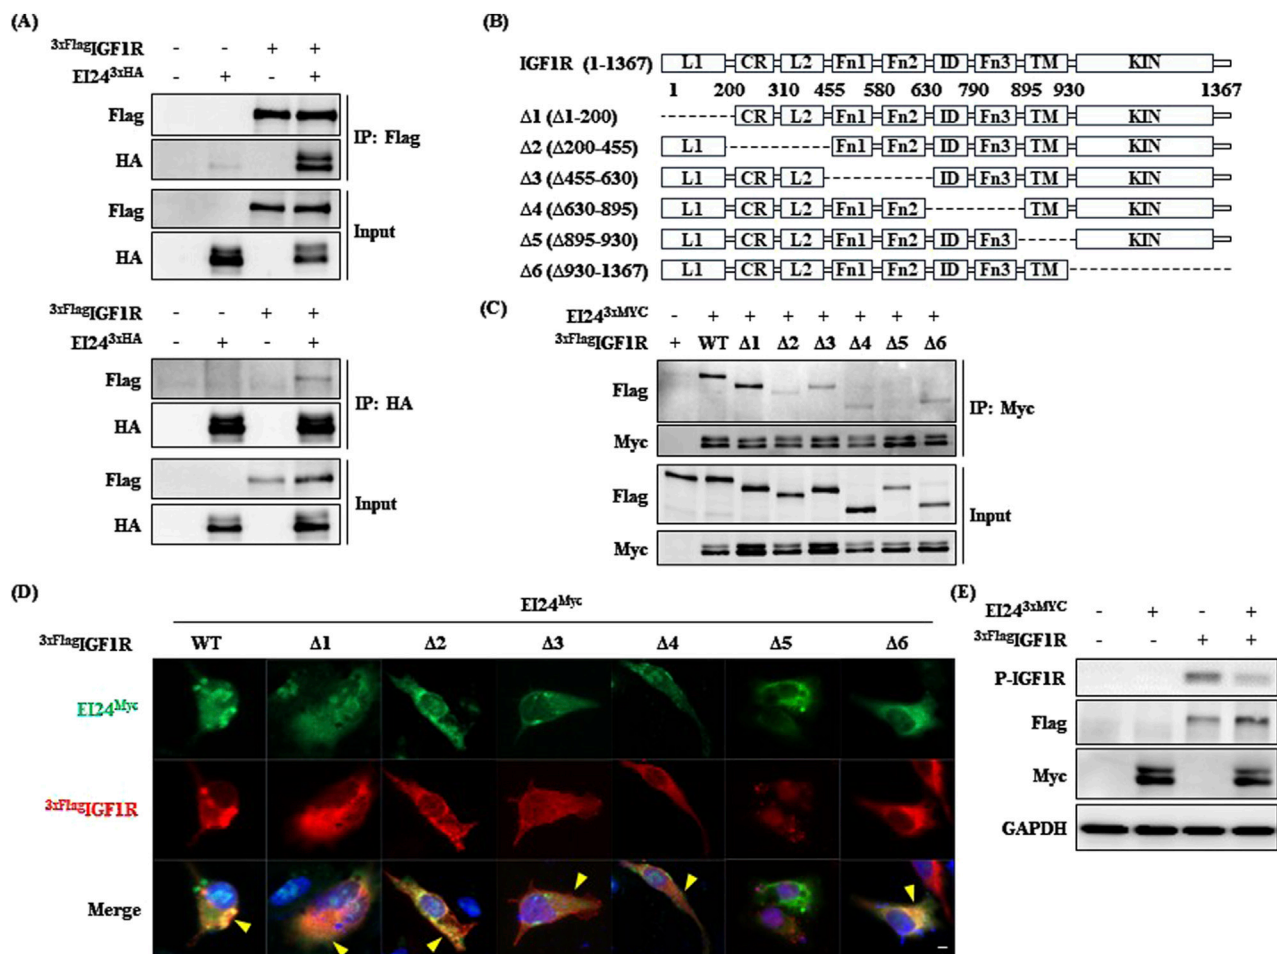 (A)
3xFlagIGF1R - - + +
EI243xHA - + - +
Flag
HA
IP: Flag
Flag
HA
Input
3xFlagIGF1R - - + +
EI243xHA - + - +
Flag
HA
IP: HA
Flag
HA
Input
(B)
IGF1R (1-1367) L1 CR L2 Fn1 Fn2 ID Fn3 TM KIN
1 200 310 455 580 630 790 895 930 1367
Δ1 (Δ1-200) CR L2 Fn1 Fn2 ID Fn3 TM KIN
Δ2 (Δ200-455) L1 Fn1 Fn2 ID Fn3 TM KIN
Δ3 (Δ455-630) L1 CR L2 ID Fn3 TM KIN
Δ4 (Δ630-895) L1 CR L2 Fn1 Fn2 TM KIN
Δ5 (Δ895-930) L1 CR L2 Fn1 Fn2 ID Fn3 KIN
Δ6 (Δ930-1367) L1 CR L2 Fn1 Fn2 ID Fn3 TM
(C)
EI243xMYC - + + + + + + +
3xFlagIGF1R + WT Δ1 Δ2 Δ3 Δ4 Δ5 Δ6
Flag
Myc
IP: Myc
Flag
Myc
Input
(D)
EI24Myc
3xFlagIGF1R WT Δ1 Δ2 Δ3 Δ4 Δ5 Δ6
EI24Myc
3xFlagIGF1R
Merge
(E)
EI243xMYC - + - +
3xFlagIGF1R - - + +
P-IGF1R
Flag
Myc
GAPDH